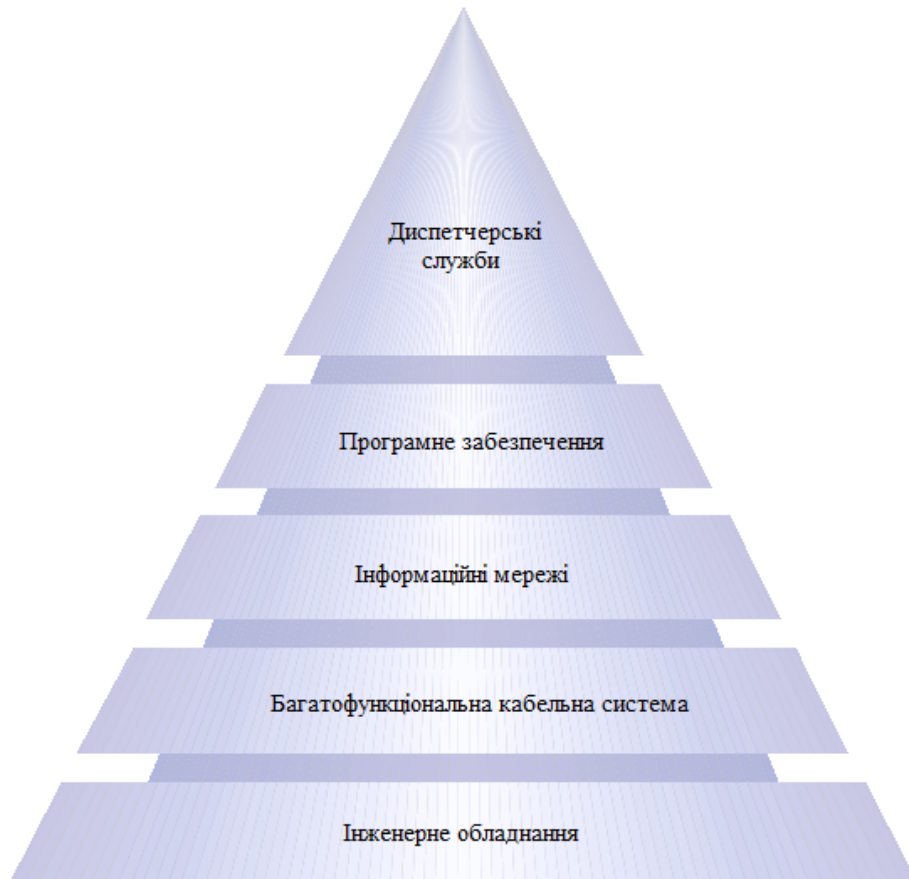 Диспетчерські
служби
Програмне забезпечення
Інформаційні мережі
Багатофункціональна кабельна система
Інженерне обладнання